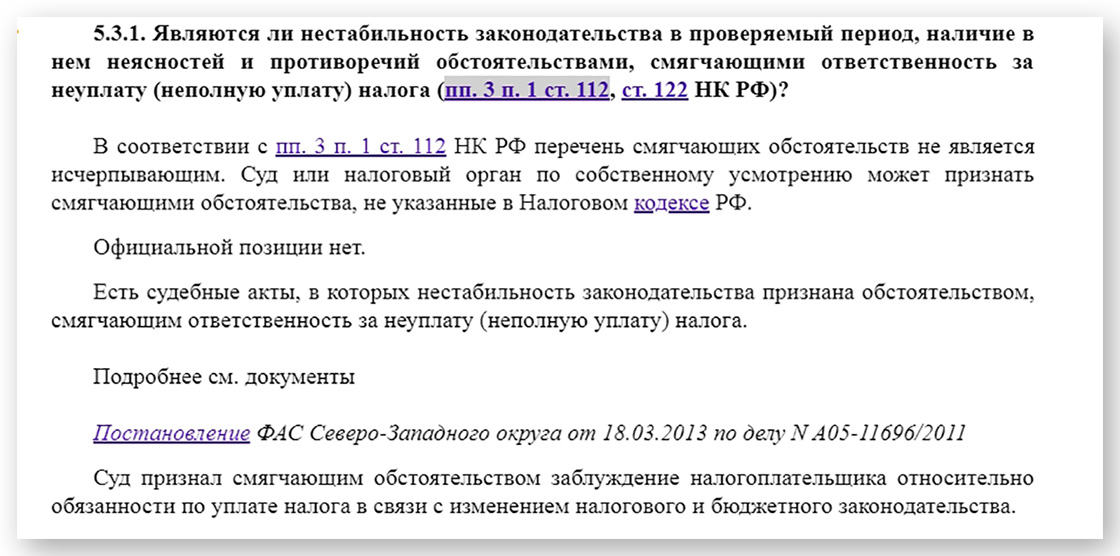 5.3.1. Являются ли нестабильность законодательства в проверяемый период, наличие в
нем неясностей и противоречий обстоятельствами, смягчающими ответственность за
неуплату (неполную уплату) налога (пп. 3 п. 1 ст. 112, ст. 122 НК РФ)?
В соответствии с пп. 3 п. 1 ст. 112 НК РФ перечень смягчающих обстоятельств не является
исчерпывающим. Суд или налоговый орган по собственному усмотрению может признать
смягчающими обстоятельства, не указанные в Налоговом кодексе РФ.
Официальной позиции нет.
Есть судебные акты, в которых нестабильность законодательства признана обстоятельством,
смягчающим ответственность за неуплату (неполную уплату) налога.
Подробнее см. документы
Постановление ФАС Северо-Западного округа от 18.03.2013 по делу N А05-11696/2011
Суд признал смягчающим обстоятельством заблуждение налогоплательщика относительно
обязанности по уплате налога в связи с изменением налогового и бюджетного законодательства.